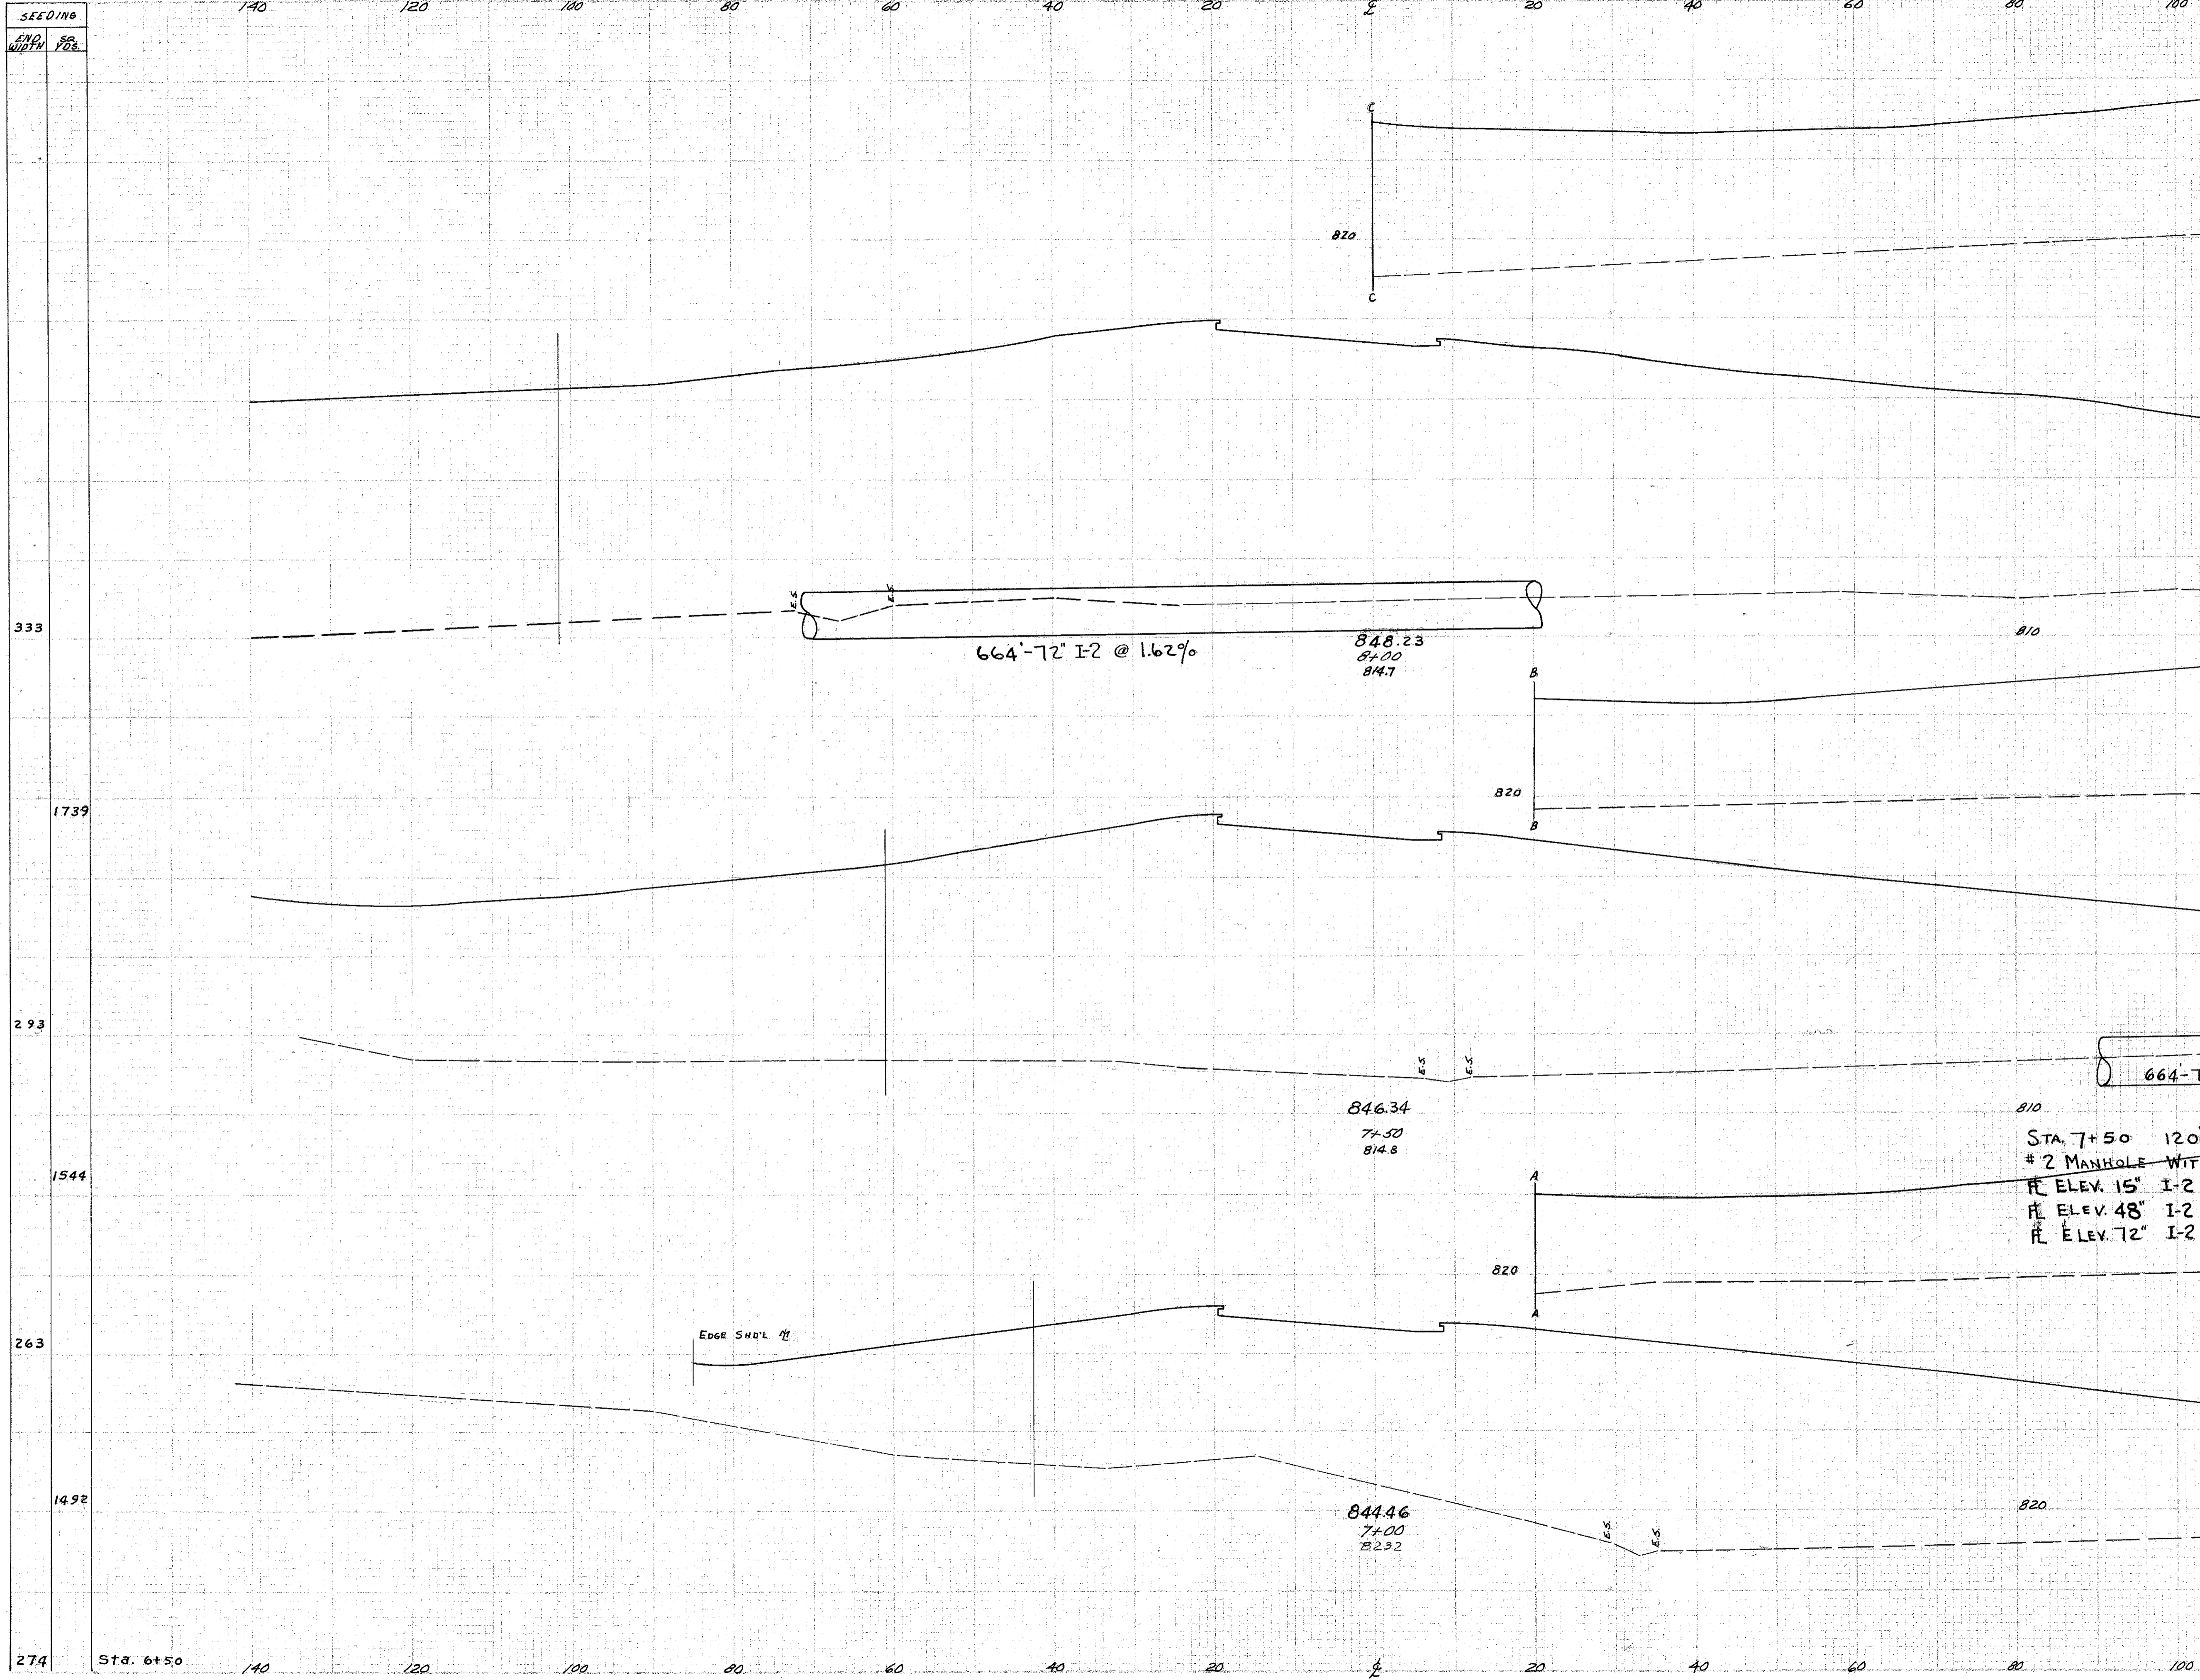 SEEDING
END WIDTH SQ. YDS.
140 120 100 80 60 40 20 ℄ 20 40 60 80 100
C
820
C
E.S. E.S.
333
664'-72" I-2 @ 1.62%
848.23
8+00
814.7
810
B
1739
820
B
293
E.S. E.S.
664'-7
846.34
7+50
814.8
810
STA. 7+50 120'
# 2 MANHOLE WIT
FL ELEV. 15" I-2
FL ELEV. 48" I-2
FL ELEV. 72" I-2
1544
A
820
A
263
EDGE SHD'L
1492
844.46
7+00
823.2
E.S. E.S.
820
274 Sta. 6+50
140 120 100 80 60 40 20 ℄ 20 40 60 80 100